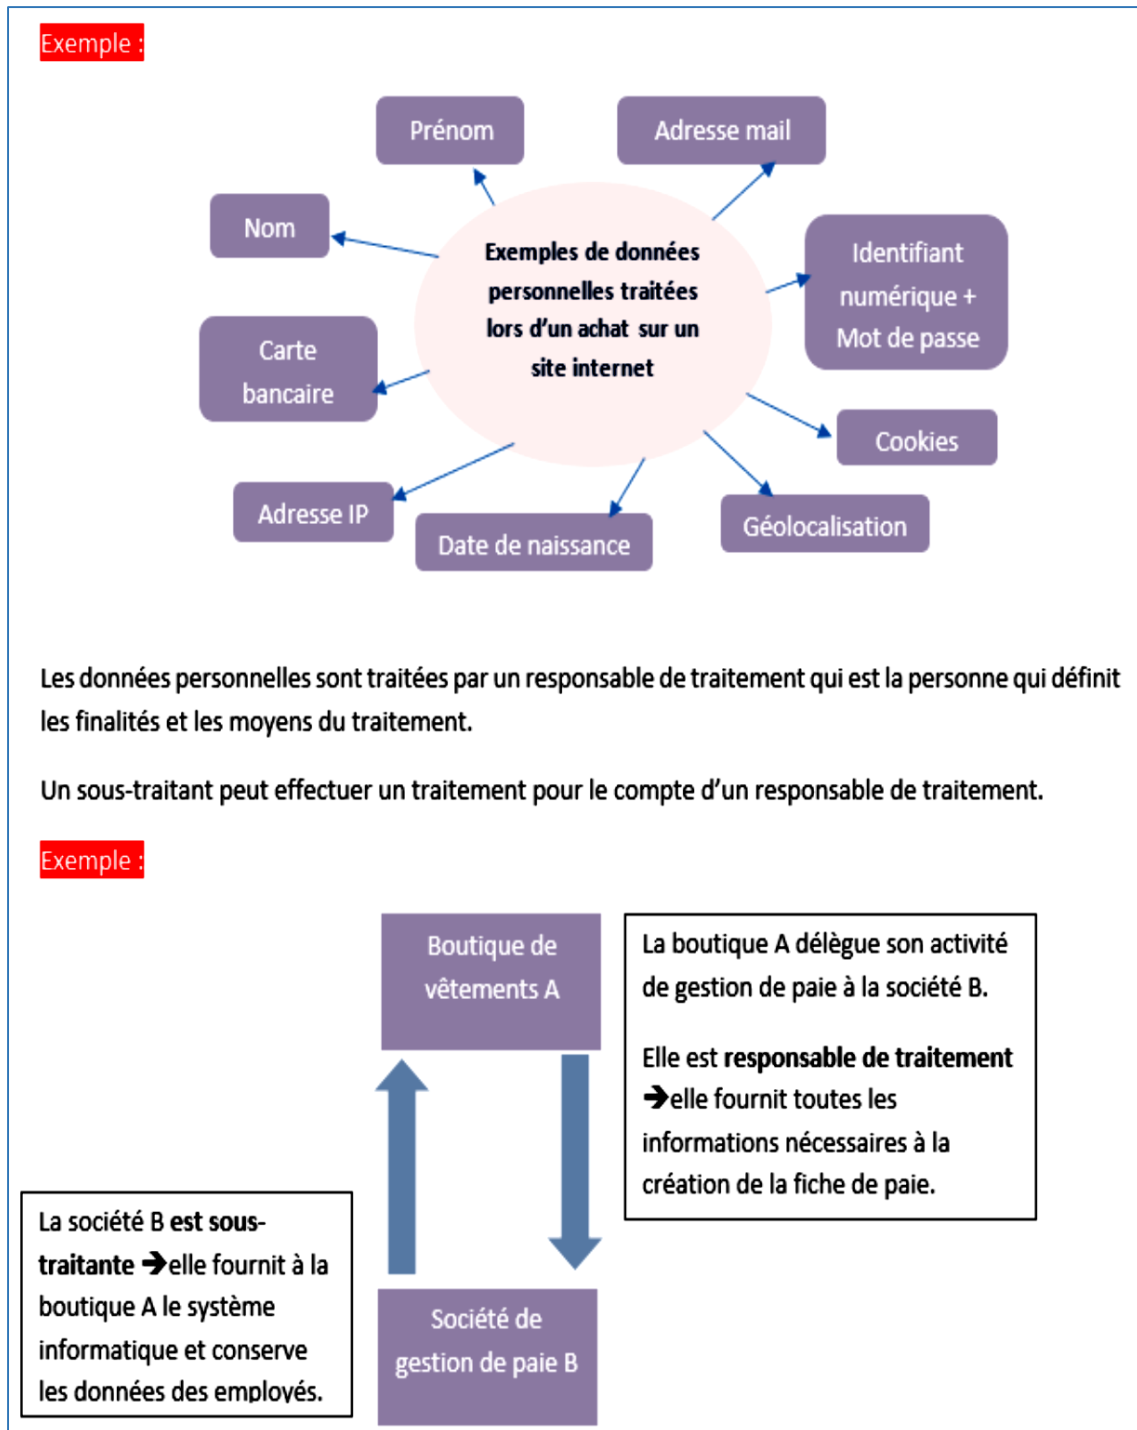 Exemple :
Prénom
Adresse mail
Nom
Exemples de données
personnelles traitées
lors d'un achat sur un
site internet
Identifiant
numérique +
Mot de passe
Carte
bancaire
Cookies
Adresse IP
Date de naissance
Géolocalisation
Les données personnelles sont traitées par un responsable de traitement qui est la personne qui définit
les finalités et les moyens du traitement.
Un sous-traitant peut effectuer un traitement pour le compte d'un responsable de traitement.
Exemple :
Boutique de
vêtements A
La boutique A délègue son activité
de gestion de paie à la société B.
Elle est responsable de traitement
➔elle fournit toutes les
informations nécessaires à la
création de la fiche de paie.
La société B est sous-
traitante ➔elle fournit à la
boutique A le système
informatique et conserve
les données des employés.
Société de
gestion de paie B